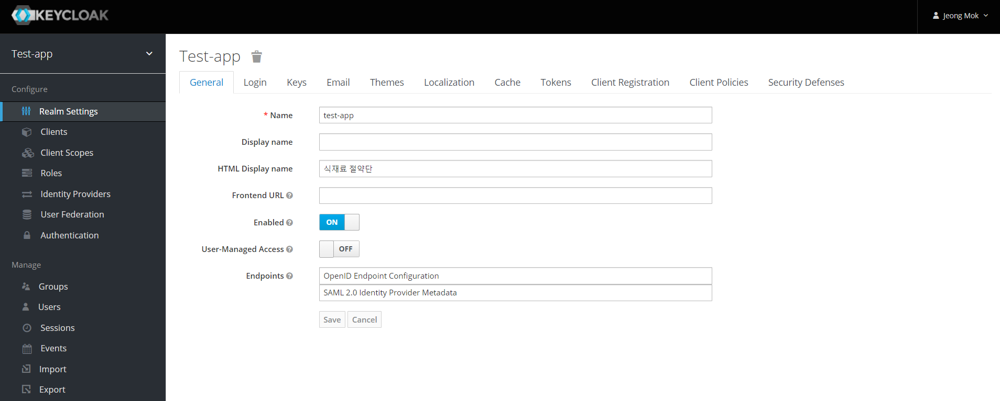 KEYCLOAK
Jeong Mok
Test-app
Configure
Realm Settings
Clients
Client Scopes
Roles
Identity Providers
User Federation
Authentication
Manage
Groups
Users
Sessions
Events
Import
Export
Test-app
General Login Keys Email Themes Localization Cache Tokens Client Registration Client Policies Security Defenses
* Name test-app
Display name
HTML Display name 식재료 절약단
Frontend URL ?
Enabled ? ON
User-Managed Access ? OFF
Endpoints ? OpenID Endpoint Configuration
SAML 2.0 Identity Provider Metadata
Save Cancel